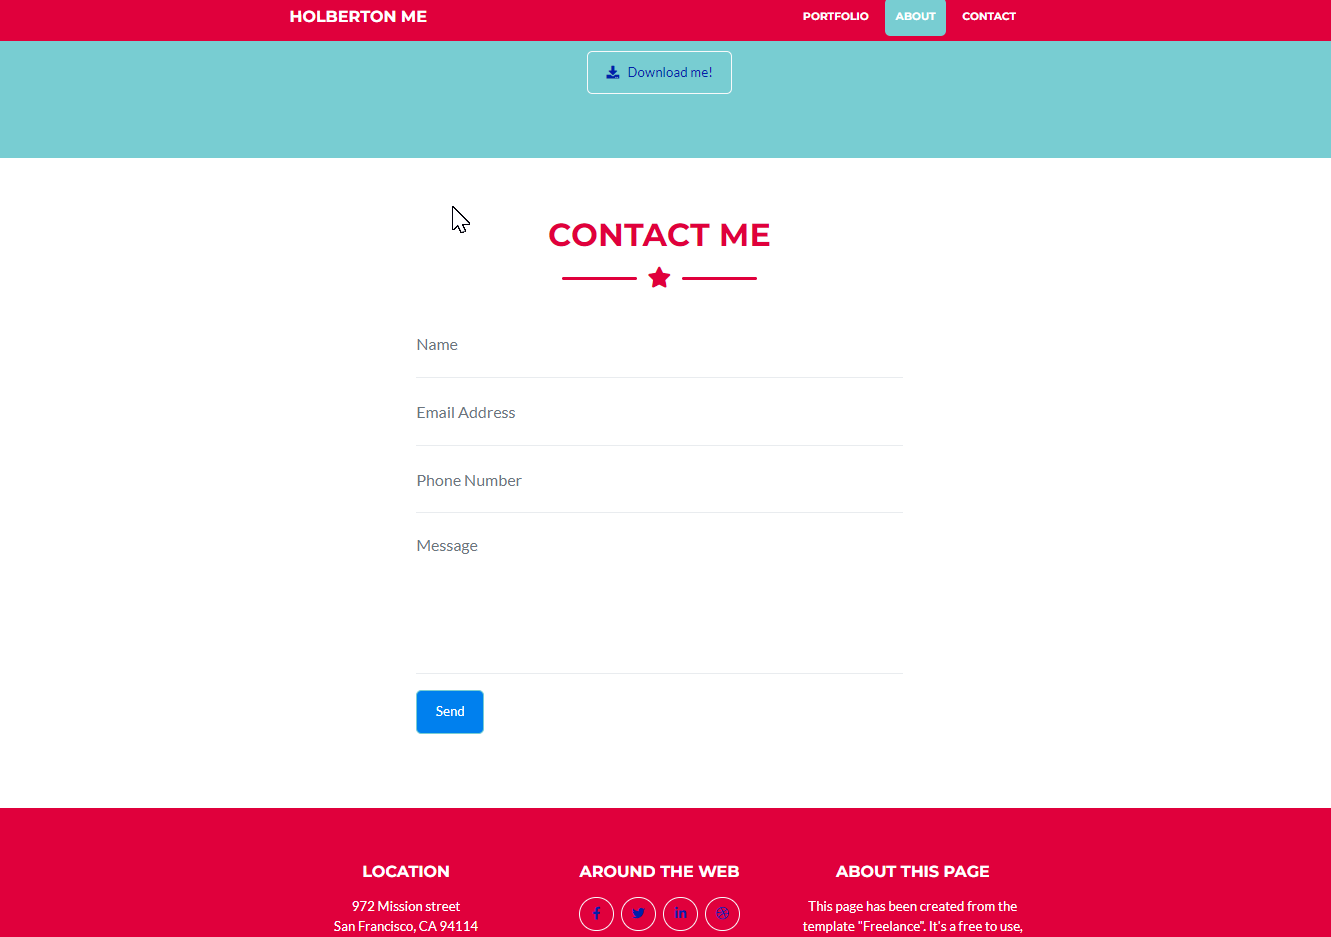 HOLBERTON ME
PORTFOLIO
ABOUT
CONTACT
Download me!
CONTACT ME
Name
Email Address
Phone Number
Message
Send
LOCATION
972 Mission street
San Francisco, CA 94114
AROUND THE WEB
ABOUT THIS PAGE
This page has been created from the
template "Freelance". It's a free to use,